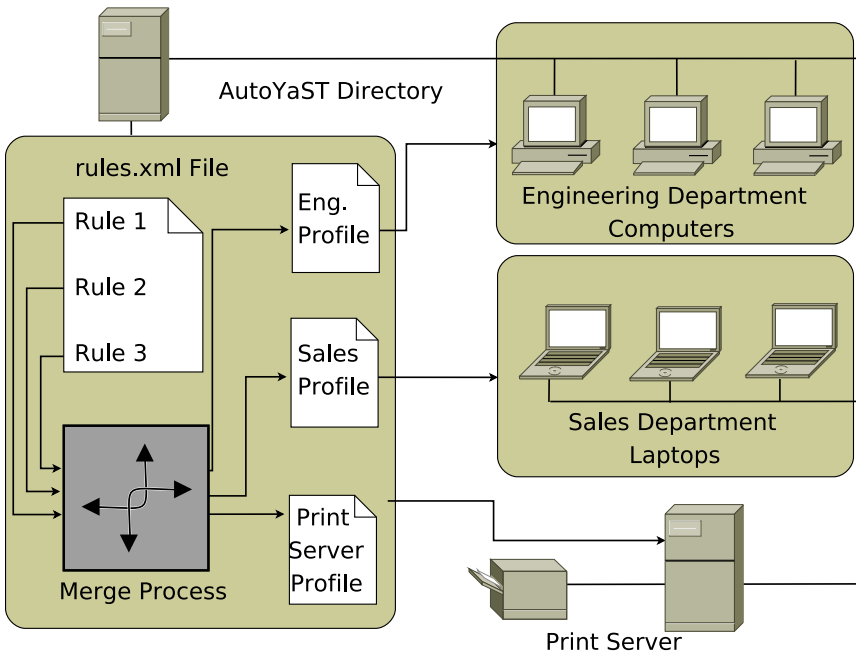 AutoYaST Directory
rules.xml File
Rule 1
Rule 2
Rule 3
Merge Process
Eng.
Profile
Sales
Profile
Print
Server
Profile
Engineering Department
Computers
Sales Department
Laptops
Print Server